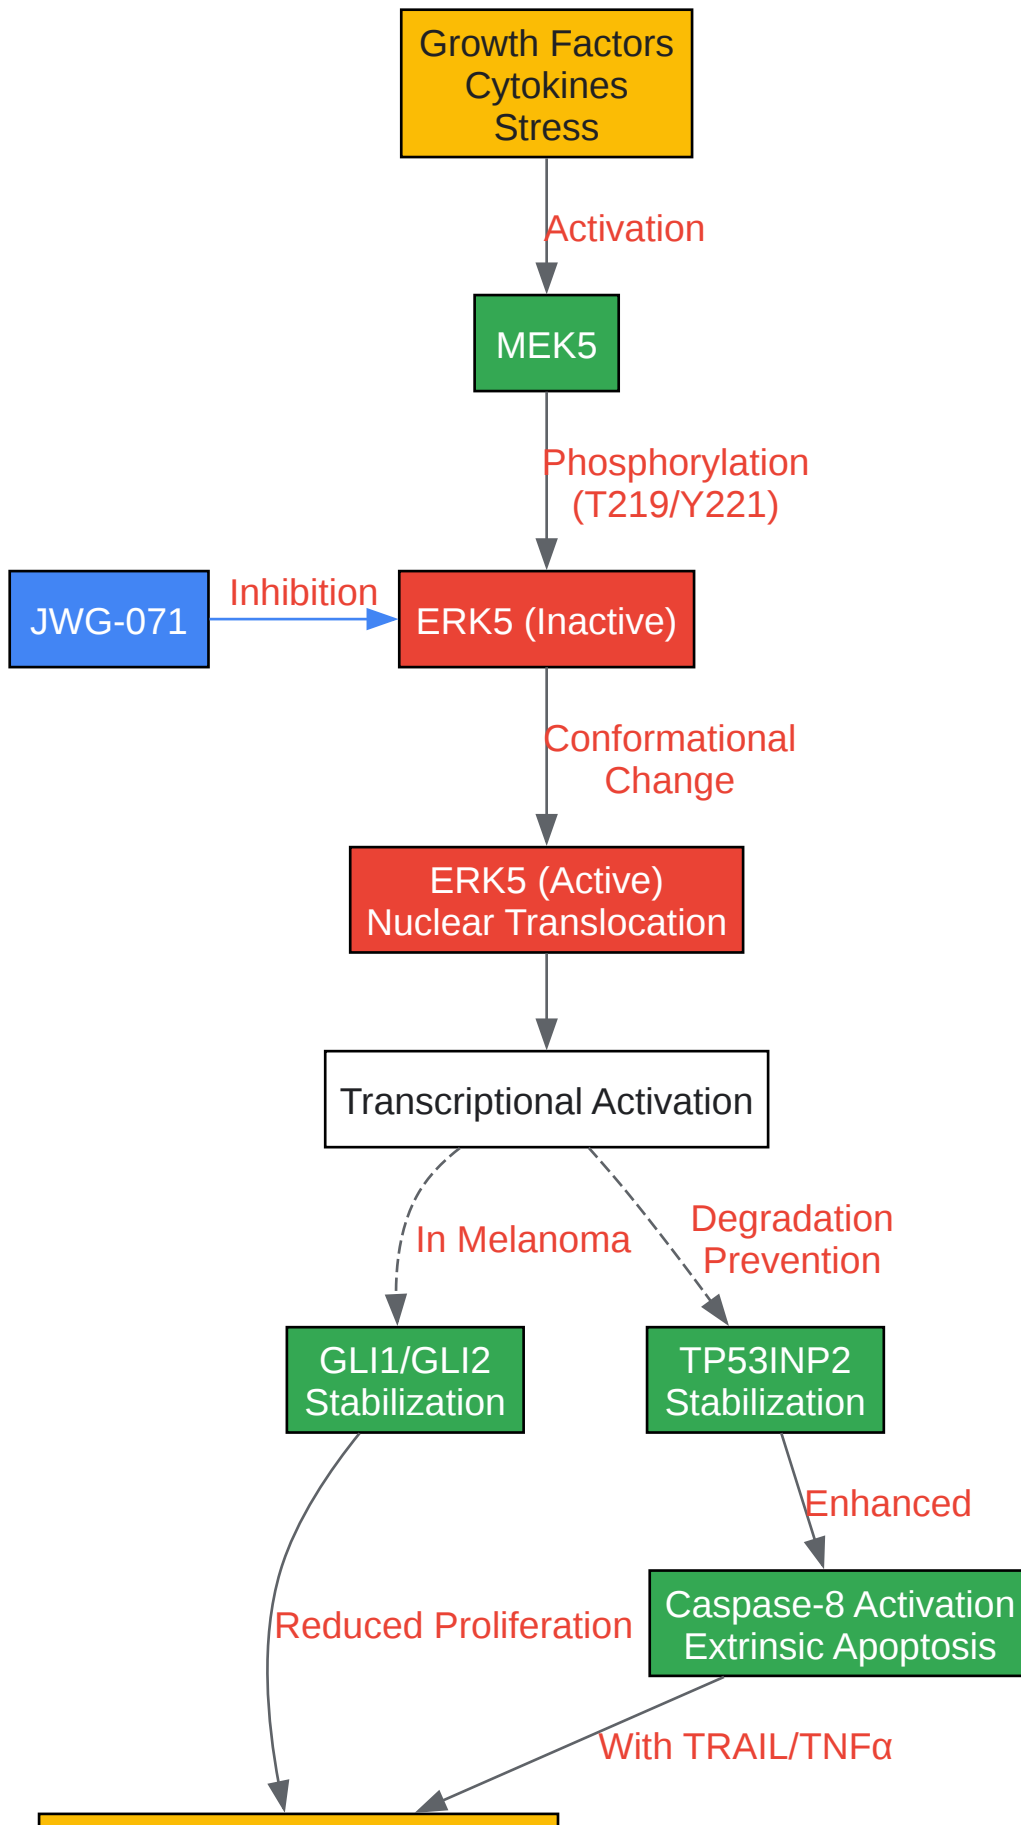 Growth Factors
Cytokines
Stress
Activation
MEK5
Phosphorylation
(T219/Y221)
JWG-071
Inhibition
ERK5 (Inactive)
Conformational
Change
ERK5 (Active)
Nuclear Translocation
Transcriptional Activation
In Melanoma
Degradation
Prevention
GLI1/GLI2
Stabilization
TP53INP2
Stabilization
Enhanced
Caspase-8 Activation
Extrinsic Apoptosis
Reduced Proliferation
With TRAIL/TNFα